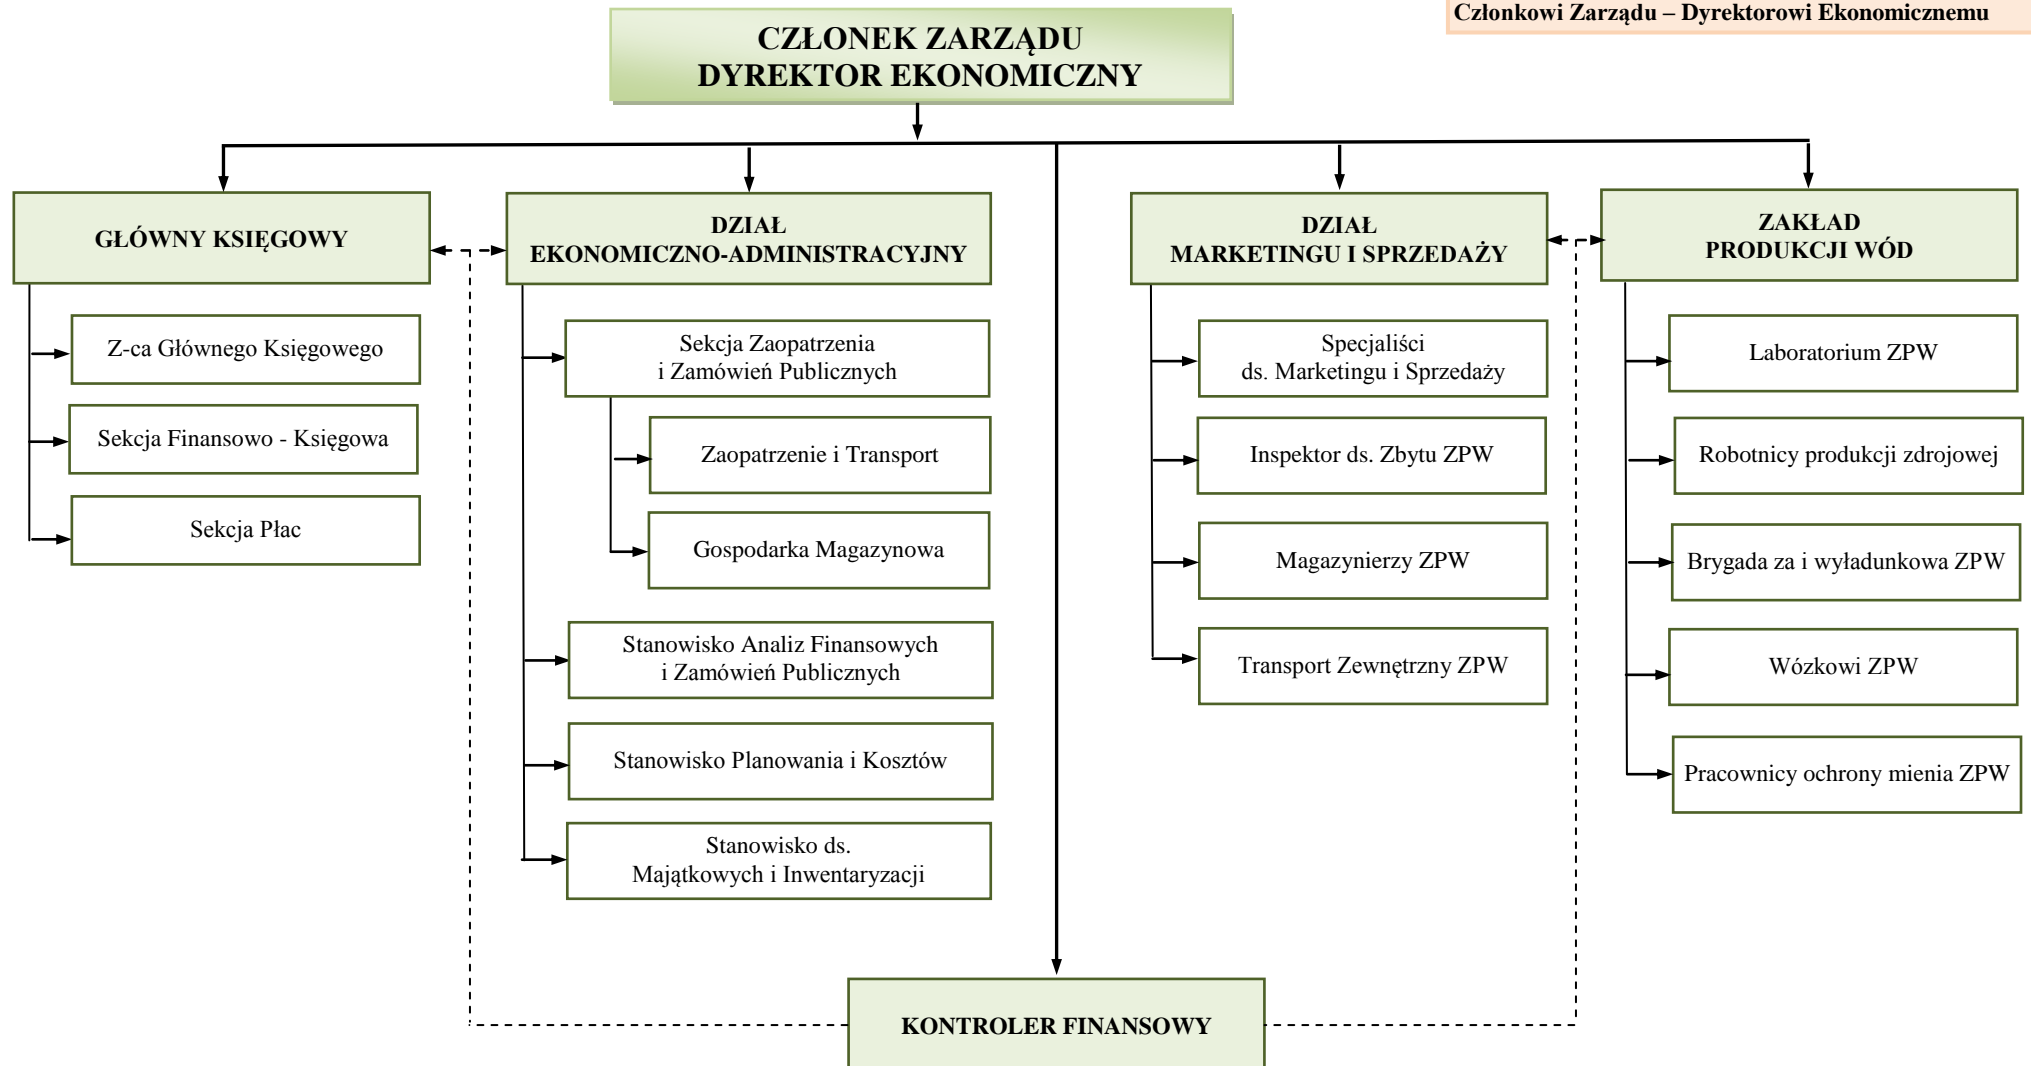 Członkowi Zarządu – Dyrektorowi Ekonomicznemu
CZŁONEK ZARZĄDU
DYREKTOR EKONOMICZNY
GŁÓWNY KSIĘGOWY
Z-ca Głównego Księgowego
Sekcja Finansowo - Księgowa
Sekcja Płac
DZIAŁ
EKONOMICZNO-ADMINISTRACYJNY
Sekcja Zaopatrzenia
i Zamówień Publicznych
Zaopatrzenie i Transport
Gospodarka Magazynowa
Stanowisko Analiz Finansowych
i Zamówień Publicznych
Stanowisko Planowania i Kosztów
Stanowisko ds.
Majątkowych i Inwentaryzacji
DZIAŁ
MARKETINGU I SPRZEDAŻY
Specjaliści
ds. Marketingu i Sprzedaży
Inspektor ds. Zbytu ZPW
Magazynierzy ZPW
Transport Zewnętrzny ZPW
ZAKŁAD
PRODUKCJI WÓD
Laboratorium ZPW
Robotnicy produkcji zdrojowej
Brygada za i wyładunkowa ZPW
Wózkowi ZPW
Pracownicy ochrony mienia ZPW
KONTROLER FINANSOWY